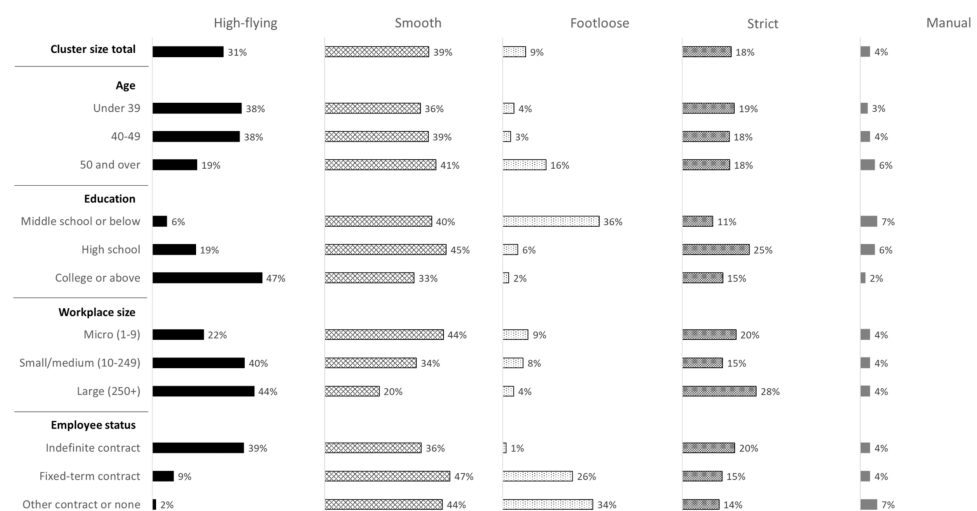 High-flying Smooth Footloose Strict Manual
Cluster size total 31% 39% 9% 18% 4%
Age
Under 39 38% 36% 4% 19% 3%
40-49 38% 39% 3% 18% 4%
50 and over 19% 41% 16% 18% 6%
Education
Middle school or below 6% 40% 36% 11% 7%
High school 19% 45% 6% 25% 6%
College or above 47% 33% 2% 15% 2%
Workplace size
Micro (1-9) 22% 44% 9% 20% 4%
Small/medium (10-249) 40% 34% 8% 15% 4%
Large (250+) 44% 20% 4% 28% 4%
Employee status
Indefinite contract 39% 36% 1% 20% 4%
Fixed-term contract 9% 47% 26% 15% 4%
Other contract or none 2% 44% 34% 14% 7%